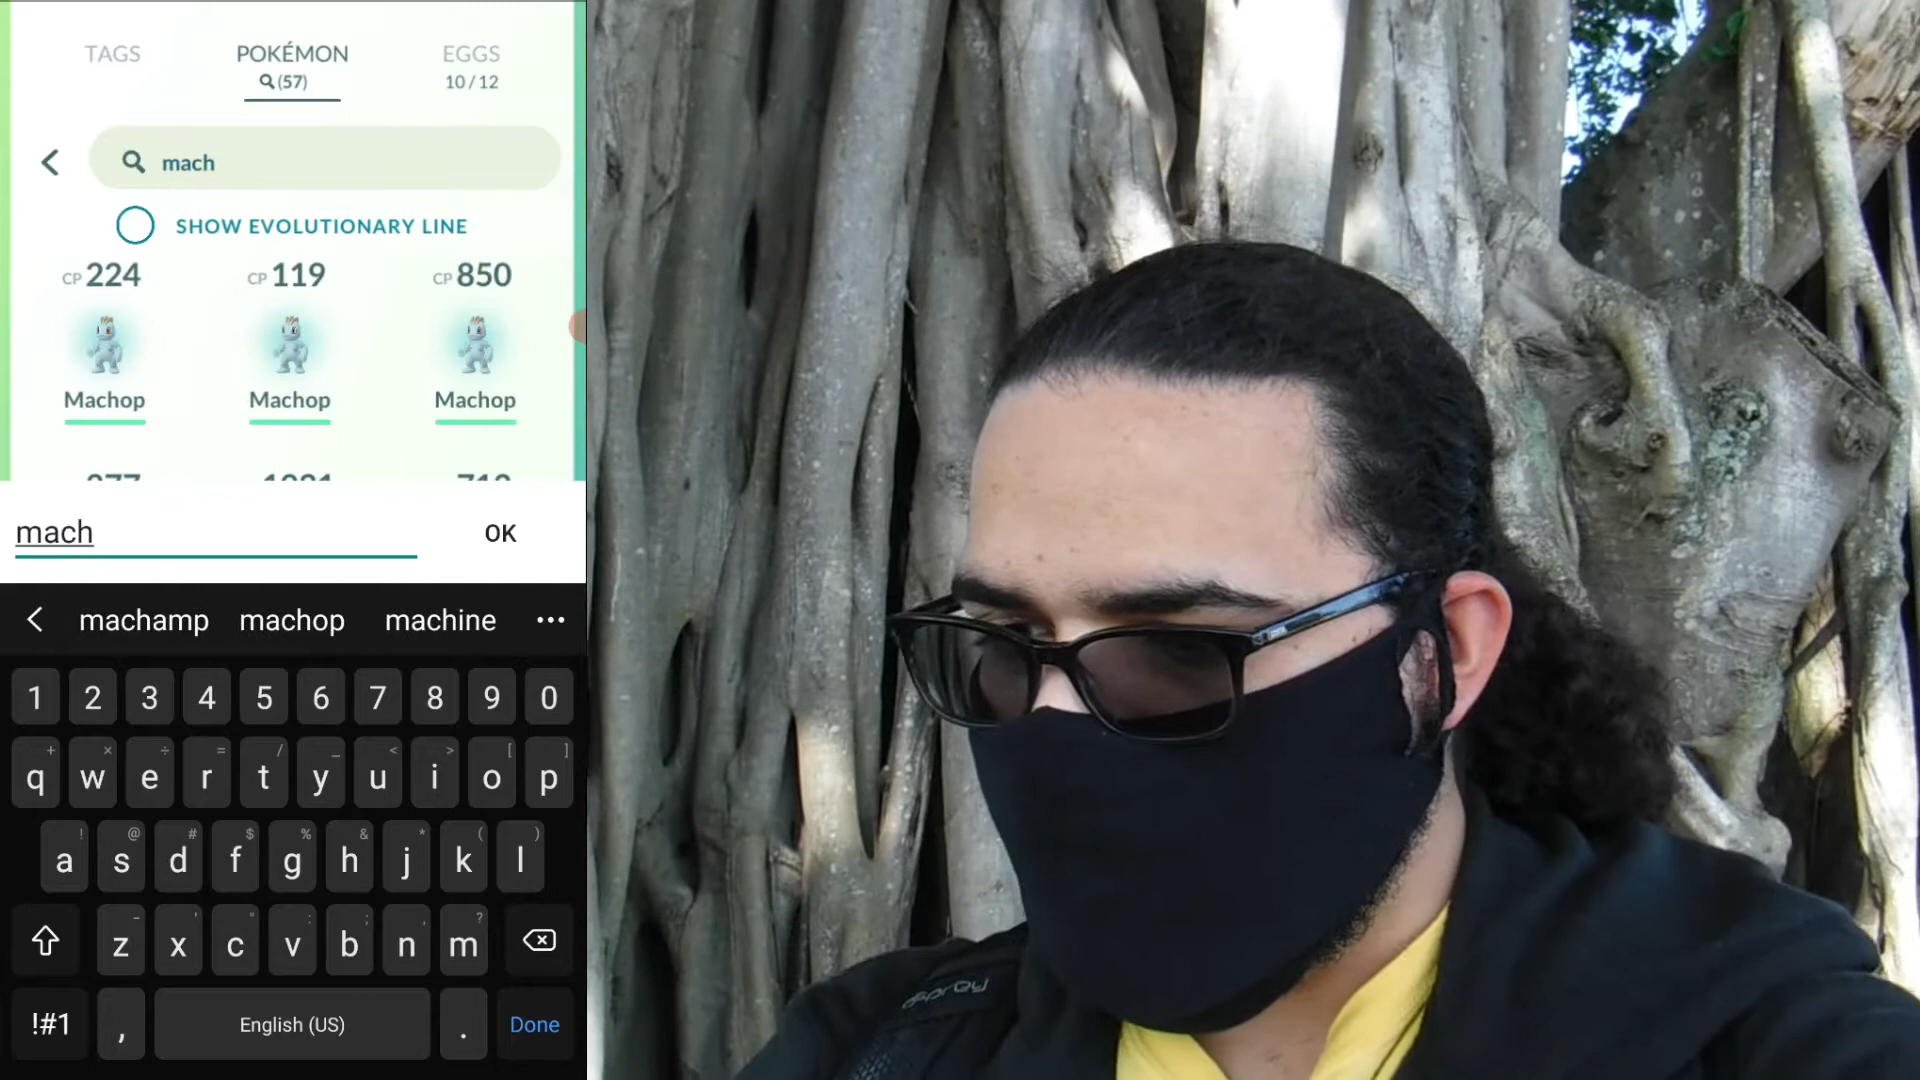 TAGS POKÉMON EGGS
(57) 10 / 12
mach
SHOW EVOLUTIONARY LINE
CP 224 CP 119 CP 850
Machop Machop Machop
mach OK
machamp machop machine ...
1 2 3 4 5 6 7 8 9 0
+ × ÷ = / _ < > [ ]
q w e r t y u i o p
! @ # $ % & * ( )
a s d f g h j k l
- ' " : ; , ?
z x c v b n m
!#1 , English (US) . Done
osprey